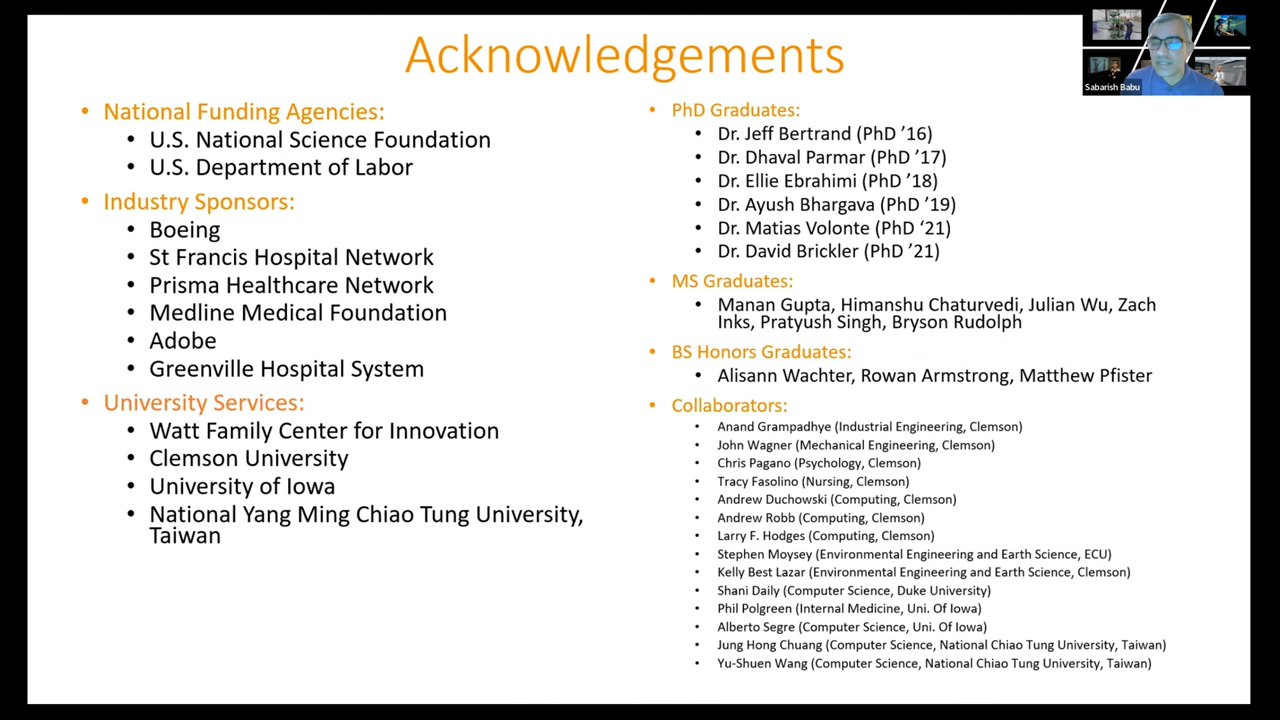 Acknowledgements
• National Funding Agencies:
• U.S. National Science Foundation
• U.S. Department of Labor
• Industry Sponsors:
• Boeing
• St Francis Hospital Network
• Prisma Healthcare Network
• Medline Medical Foundation
• Adobe
• Greenville Hospital System
• University Services:
• Watt Family Center for Innovation
• Clemson University
• University of Iowa
• National Yang Ming Chiao Tung University,
Taiwan
• PhD Graduates:
• Dr. Jeff Bertrand (PhD ’16)
• Dr. Dhaval Parmar (PhD ’17)
• Dr. Ellie Ebrahimi (PhD ’18)
• Dr. Ayush Bhargava (PhD ’19)
• Dr. Matias Volonte (PhD ‘21)
• Dr. David Brickler (PhD ’21)
• MS Graduates:
• Manan Gupta, Himanshu Chaturvedi, Julian Wu, Zach
Inks, Pratyush Singh, Bryson Rudolph
• BS Honors Graduates:
• Alisann Wachter, Rowan Armstrong, Matthew Pfister
• Collaborators:
• Anand Grampadhye (Industrial Engineering, Clemson)
• John Wagner (Mechanical Engineering, Clemson)
• Chris Pagano (Psychology, Clemson)
• Tracy Fasolino (Nursing, Clemson)
• Andrew Duchowski (Computing, Clemson)
• Andrew Robb (Computing, Clemson)
• Larry F. Hodges (Computing, Clemson)
• Stephen Moysey (Environmental Engineering and Earth Science, ECU)
• Kelly Best Lazar (Environmental Engineering and Earth Science, Clemson)
• Shani Daily (Computer Science, Duke University)
• Phil Polgreen (Internal Medicine, Uni. Of Iowa)
• Alberto Segre (Computer Science, Uni. Of Iowa)
• Jung Hong Chuang (Computer Science, National Chiao Tung University, Taiwan)
• Yu-Shuen Wang (Computer Science, National Chiao Tung University, Taiwan)
Sabarish Babu